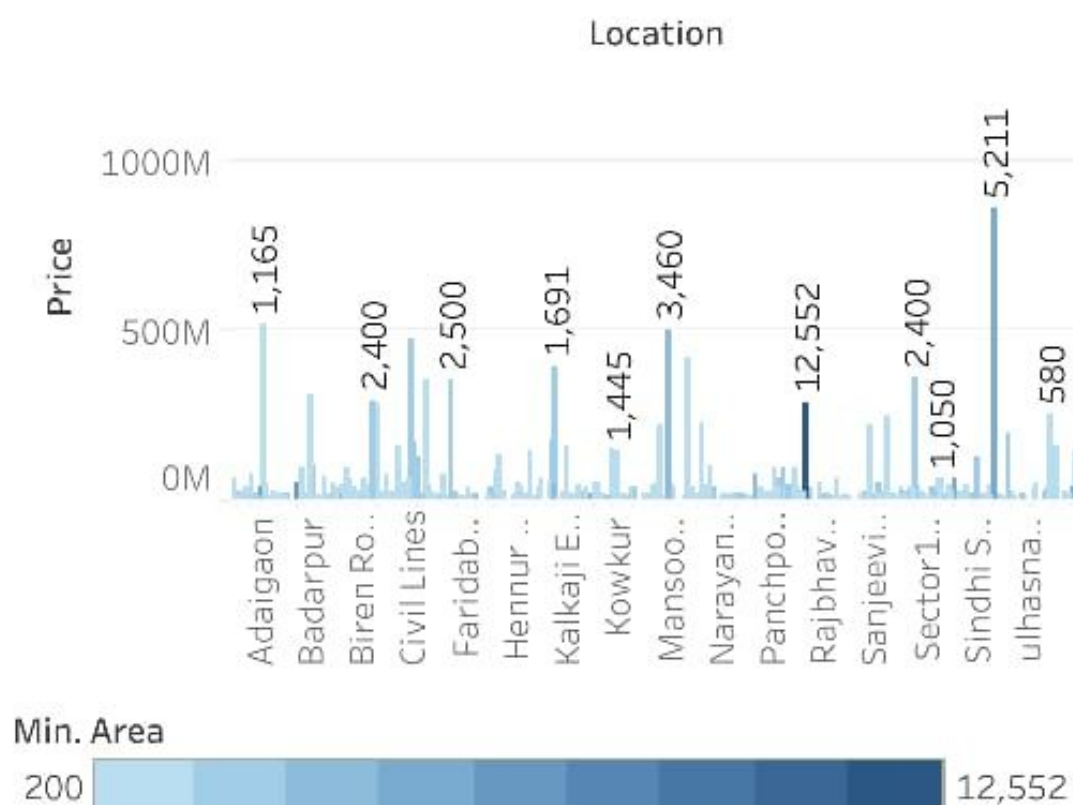 Location
1000M
500M
0M
Price
1,165
2,400
2,500
1,691
1,445
3,460
12,552
2,400
1,050
5,211
580
Adaigaon
Badarpur
Biren Ro..
Civil Lines
Faridab..
Hennur ..
Kalkaji E..
Kowkur
Mansoo..
Narayan..
Panchpo..
Rajbhav..
Sanjeevi..
Sector1..
Sindhi S..
ulhasna..
Min. Area
200
12,552